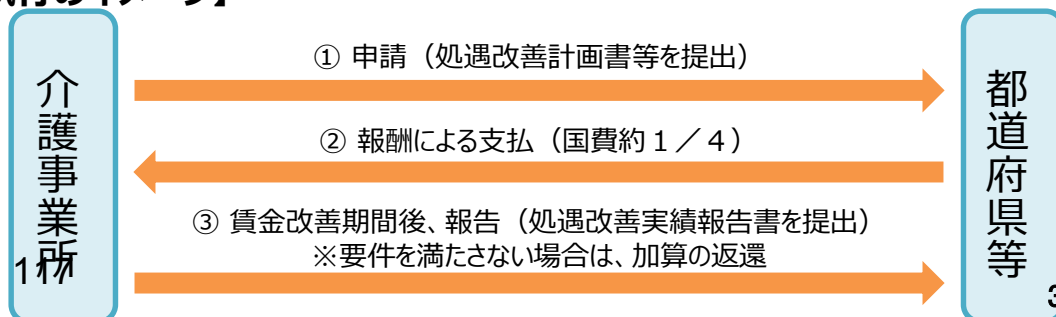 介護事業所
① 申請（処遇改善計画書等を提出）
② 報酬による支払（国費約１／４）
③ 賃金改善期間後、報告（処遇改善実績報告書を提出）
※要件を満たさない場合は、加算の返還
都道府県等
117
3